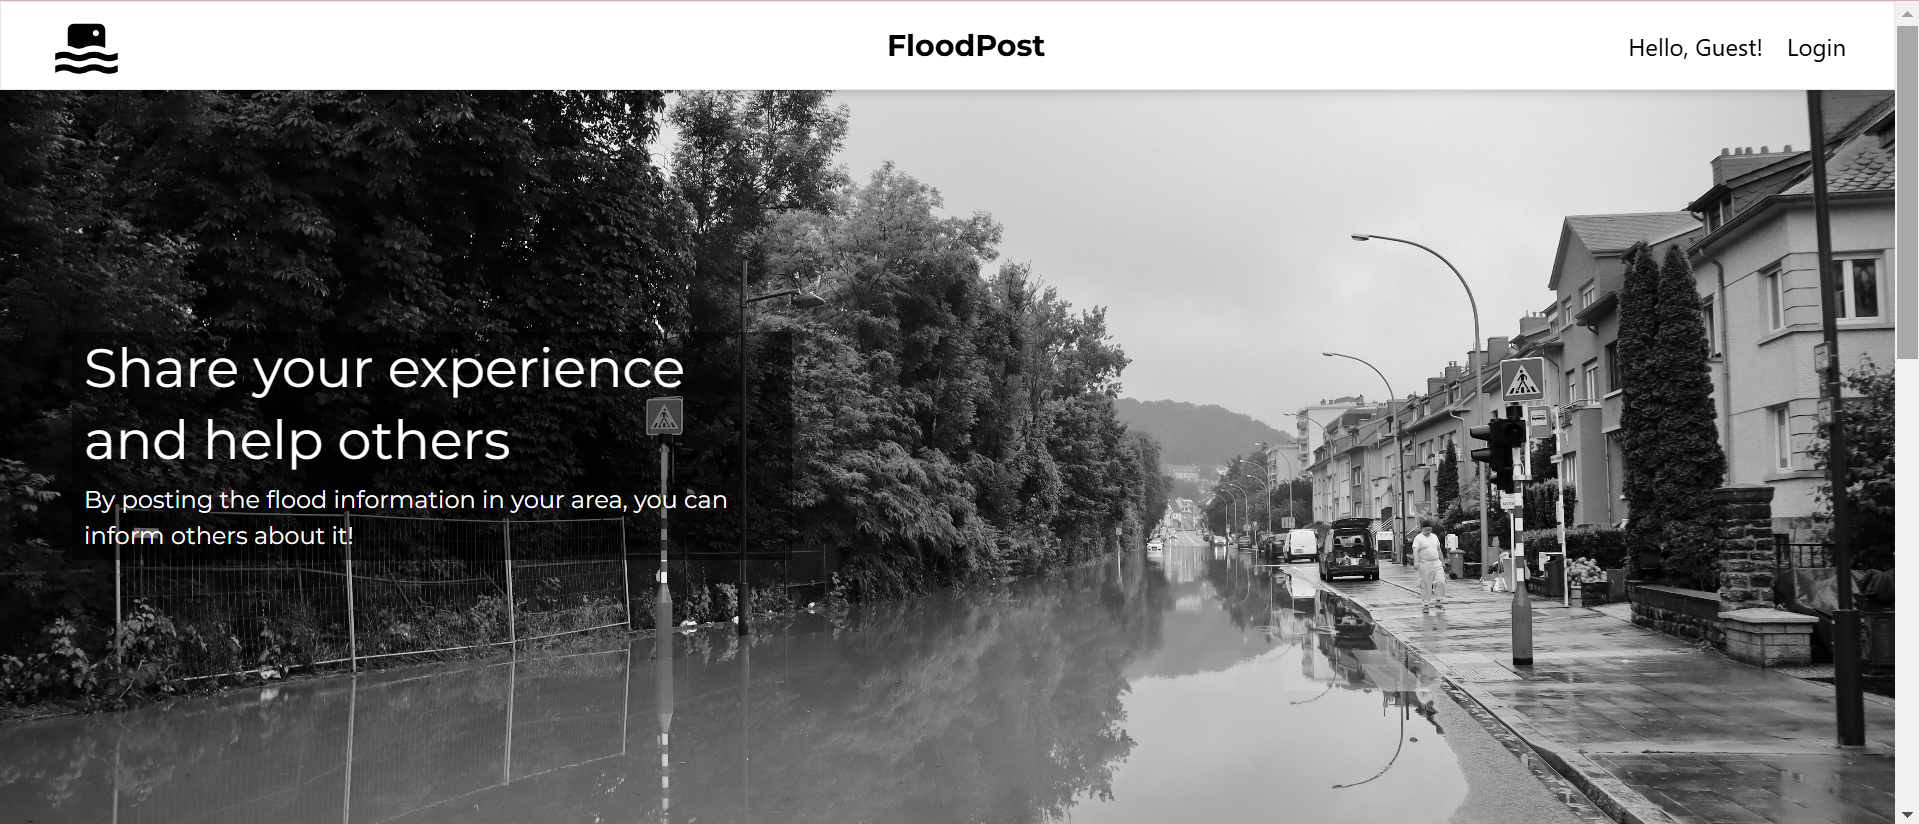 FloodPost
Hello, Guest! Login
Share your experience
and help others
By posting the flood information in your area, you can
inform others about it!